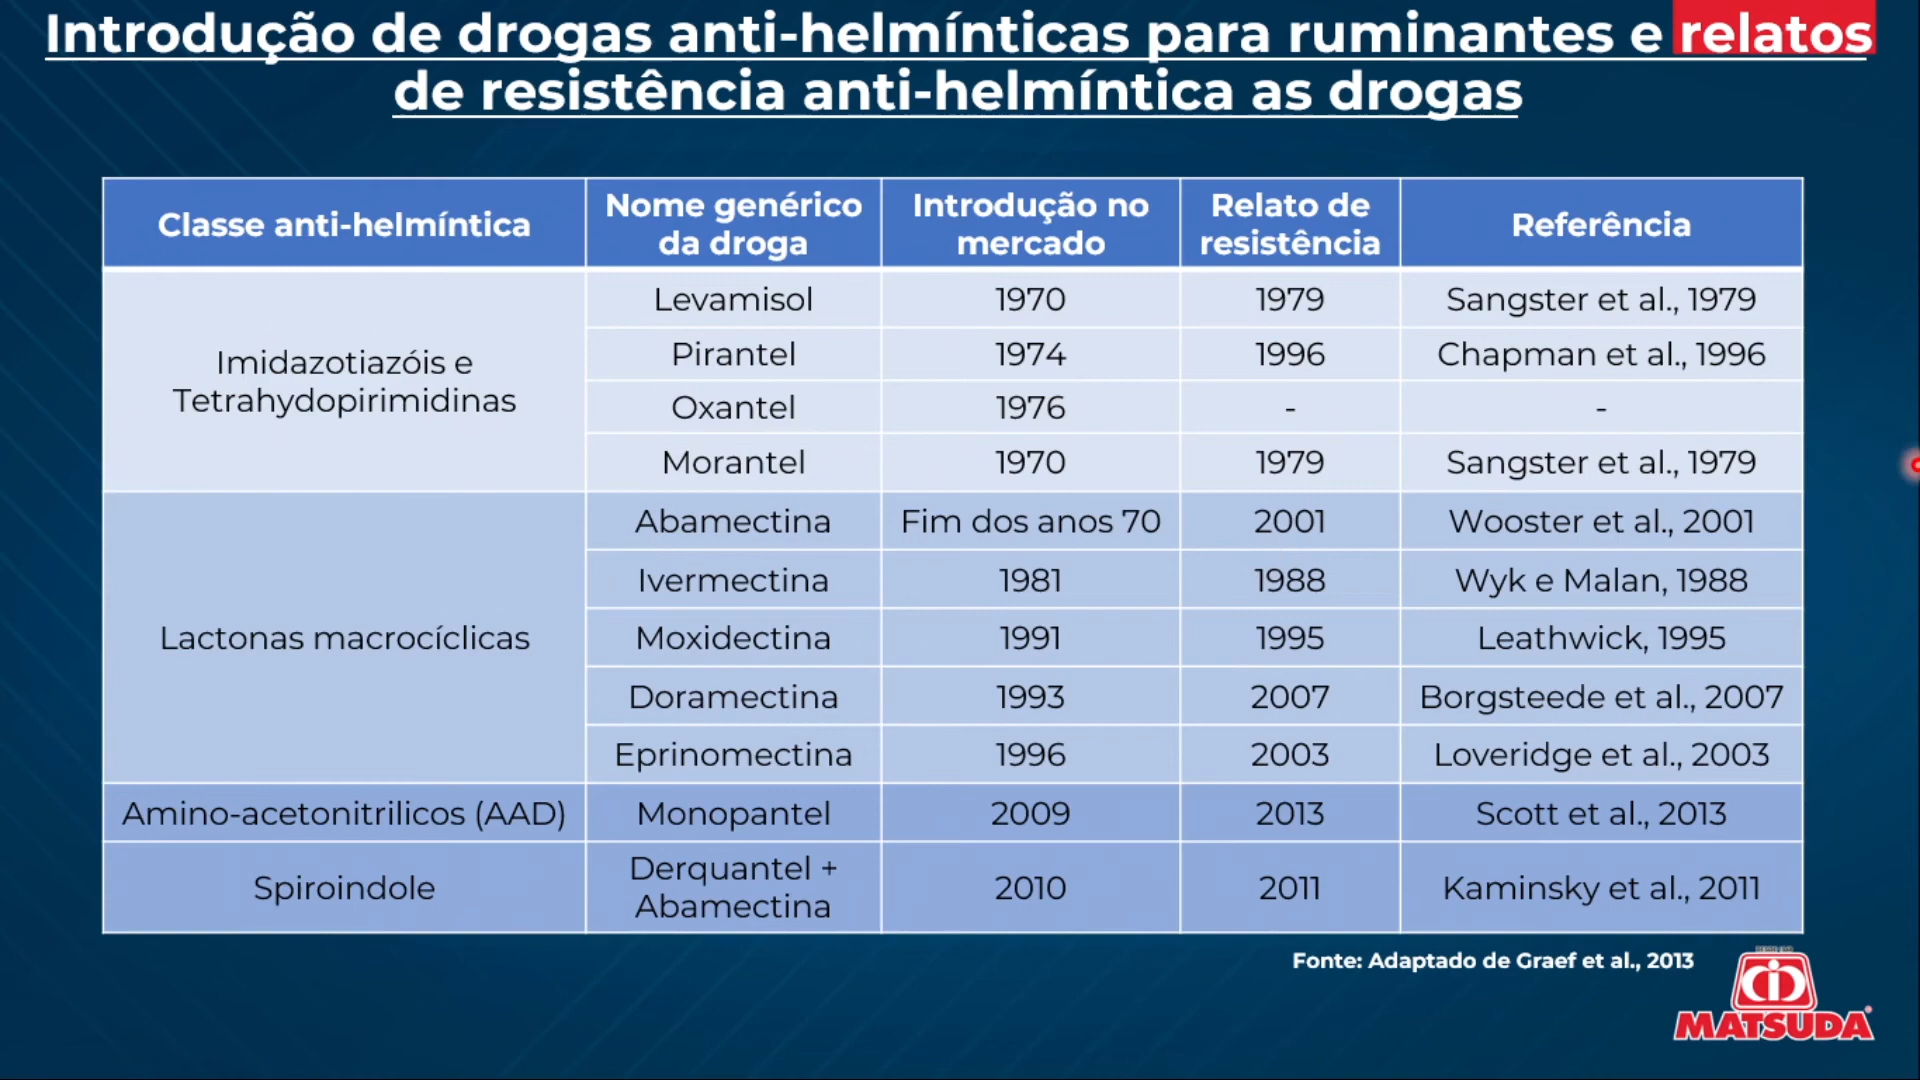 Introdução de drogas anti-helmínticas para ruminantes e relatos
de resistência anti-helmíntica as drogas
Classe anti-helmíntica
Nome genérico
da droga
Introdução no
mercado
Relato de
resistência
Referência
Imidazotiazóis e
Tetrahydopirimidinas
Levamisol 1970 1979 Sangster et al., 1979
Pirantel 1974 1996 Chapman et al., 1996
Oxantel 1976 - -
Morantel 1970 1979 Sangster et al., 1979
Lactonas macrocíclicas
Abamectina Fim dos anos 70 2001 Wooster et al., 2001
Ivermectina 1981 1988 Wyk e Malan, 1988
Moxidectina 1991 1995 Leathwick, 1995
Doramectina 1993 2007 Borgsteede et al., 2007
Eprinomectina 1996 2003 Loveridge et al., 2003
Amino-acetonitrilicos (AAD) Monopantel 2009 2013 Scott et al., 2013
Spiroindole
Derquantel +
Abamectina
2010 2011 Kaminsky et al., 2011
Fonte: Adaptado de Graef et al., 2013
MATSUDA